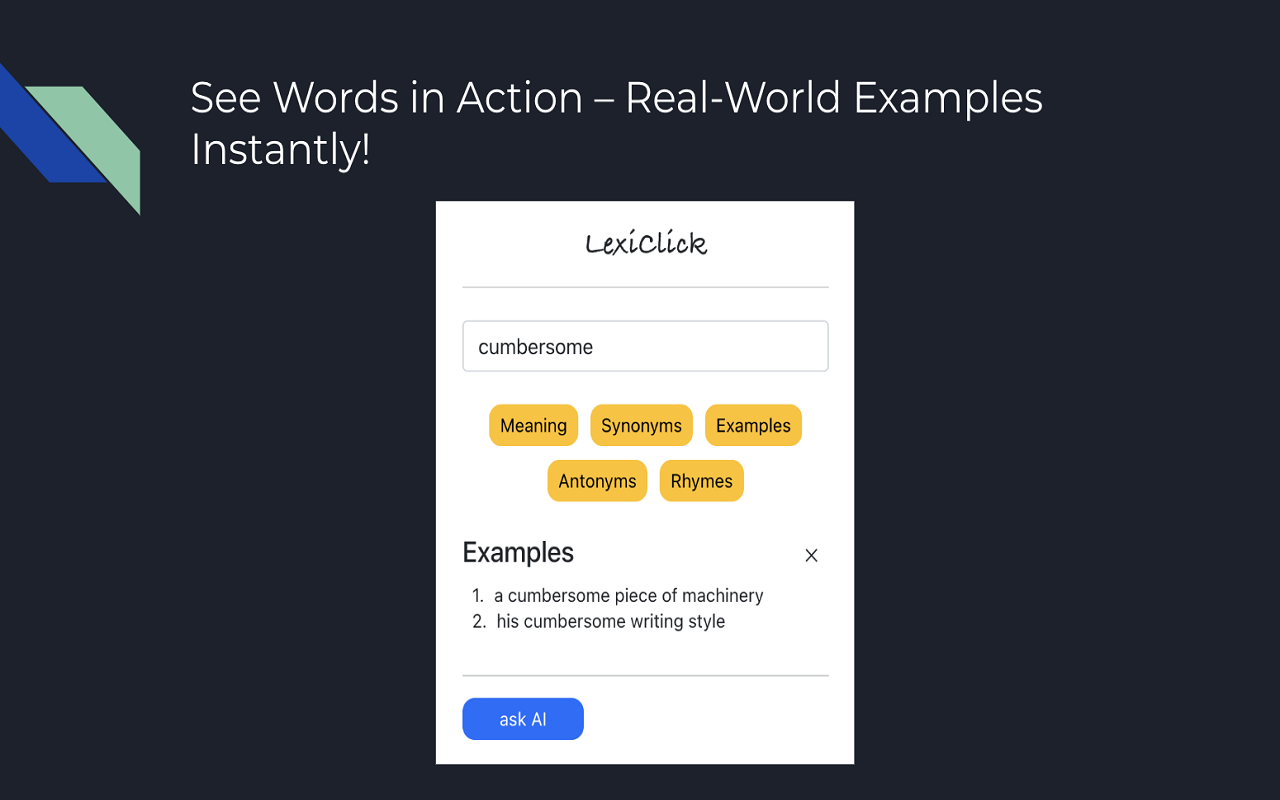 See Words in Action – Real-World Examples
Instantly!
LexiClick
cumbersome
Meaning Synonyms Examples
Antonyms Rhymes
Examples ×
1. a cumbersome piece of machinery
2. his cumbersome writing style
ask AI